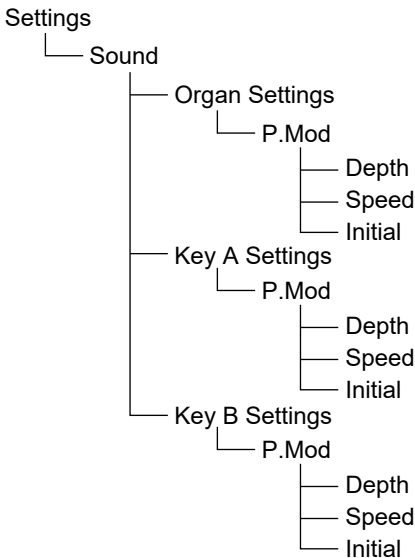 Settings
Sound
Organ Settings
P.Mod
Depth
Speed
Initial
Key A Settings
P.Mod
Depth
Speed
Initial
Key B Settings
P.Mod
Depth
Speed
Initial